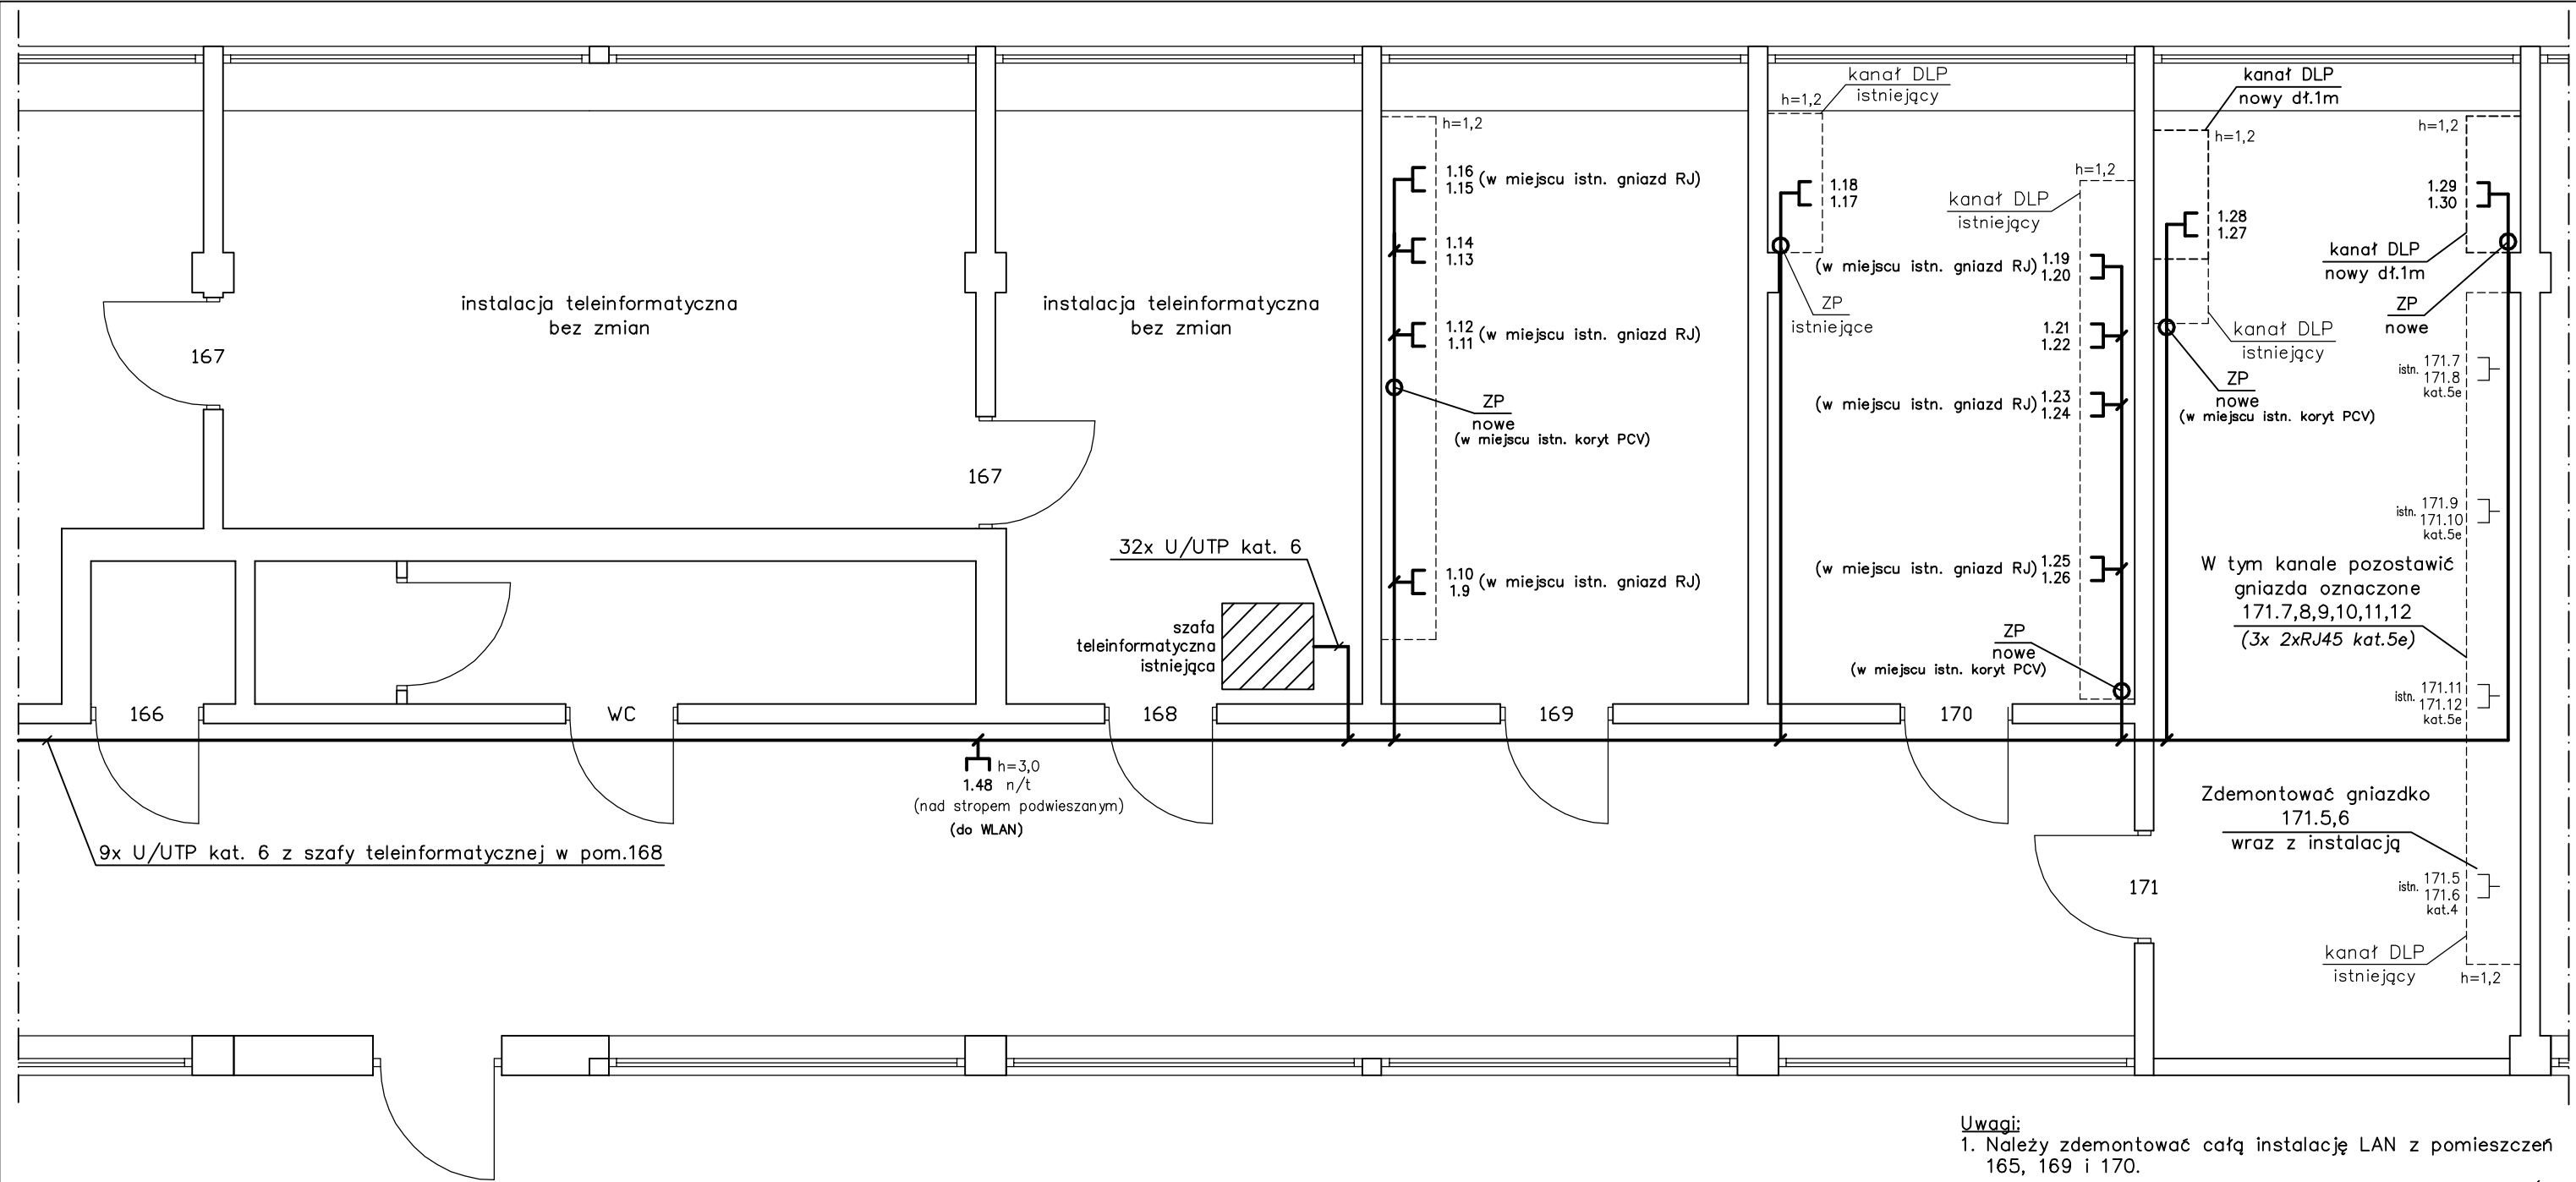 kanał DLP
istniejący
h=1,2
kanał DLP
nowy dł.1m
h=1,2
h=1,2
h=1,2
h=1,2
1.16
1.15 (w miejscu istn. gniazd RJ)
1.14
1.13
1.12
1.11 (w miejscu istn. gniazd RJ)
ZP
nowe
(w miejscu istn. koryt PCV)
1.10
1.9 (w miejscu istn. gniazd RJ)
1.18
1.17
ZP
istniejące
kanał DLP
istniejący
(w miejscu istn. gniazd RJ) 1.19
1.20
1.21
1.22
(w miejscu istn. gniazd RJ) 1.23
1.24
(w miejscu istn. gniazd RJ) 1.25
1.26
ZP
nowe
(w miejscu istn. koryt PCV)
1.28
1.27
kanał DLP
istniejący
ZP
nowe
(w miejscu istn. koryt PCV)
1.29
1.30
kanał DLP
nowy dł.1m
ZP
nowe
istn. 171.7
171.8
kat.5e
istn. 171.9
171.10
kat.5e
W tym kanale pozostawić
gniazda oznaczone
171.7,8,9,10,11,12
(3x 2xRJ45 kat.5e)
istn. 171.11
171.12
kat.5e
Zdemontować gniazdko
171.5,6
wraz z instalacją
istn. 171.5
171.6
kat.4
kanał DLP
istniejący
h=1,2
instalacja teleinformatyczna
bez zmian
instalacja teleinformatyczna
bez zmian
167
167
32x U/UTP kat. 6
szafa
teleinformatyczna
istniejąca
166
WC
168
169
170
171
h=3,0
1.48 n/t
(nad stropem podwieszanym)
(do WLAN)
9x U/UTP kat. 6 z szafy teleinformatycznej w pom.168
Uwagi:
1. Należy zdemontować całą instalację LAN z pomieszczeń
165, 169 i 170.